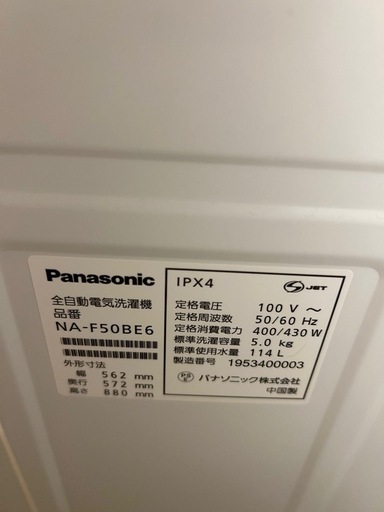 Panasonic
全自動電気洗濯機
品番
NA-F50BE6
外形寸法
幅 562 mm
奥行 572 mm
高さ 880 mm
IPX4
JET
定格電圧 100 V ～
定格周波数 50/60 Hz
定格消費電力 400/430 W
標準洗濯容量 5.0 kg
標準使用水量 114 L
製造番号 1953400003
PS
E
パナソニック株式会社
中国製